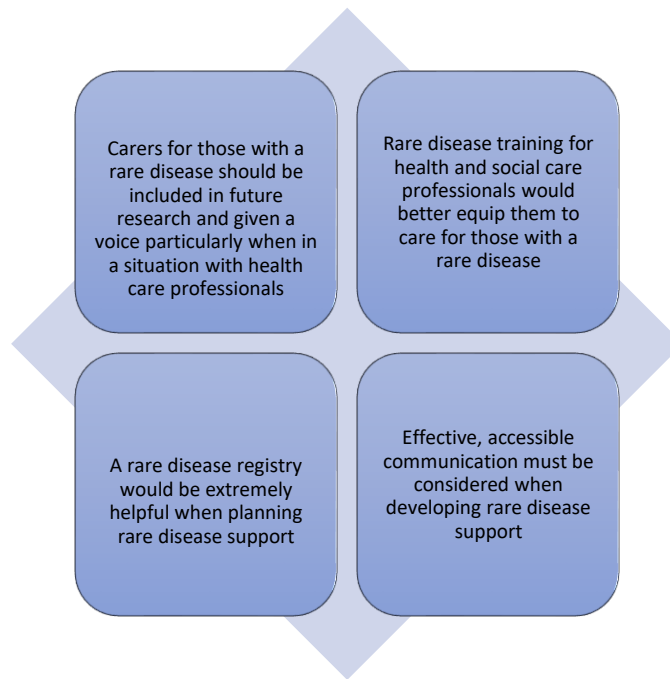 Carers for those with a
rare disease should be
included in future
research and given a
voice particularly when in
a situation with health
care professionals
Rare disease training for
health and social care
professionals would
better equip them to
care for those with a
rare disease
A rare disease registry
would be extremely
helpful when planning
rare disease support
Effective, accessible
communication must be
considered when
developing rare disease
support